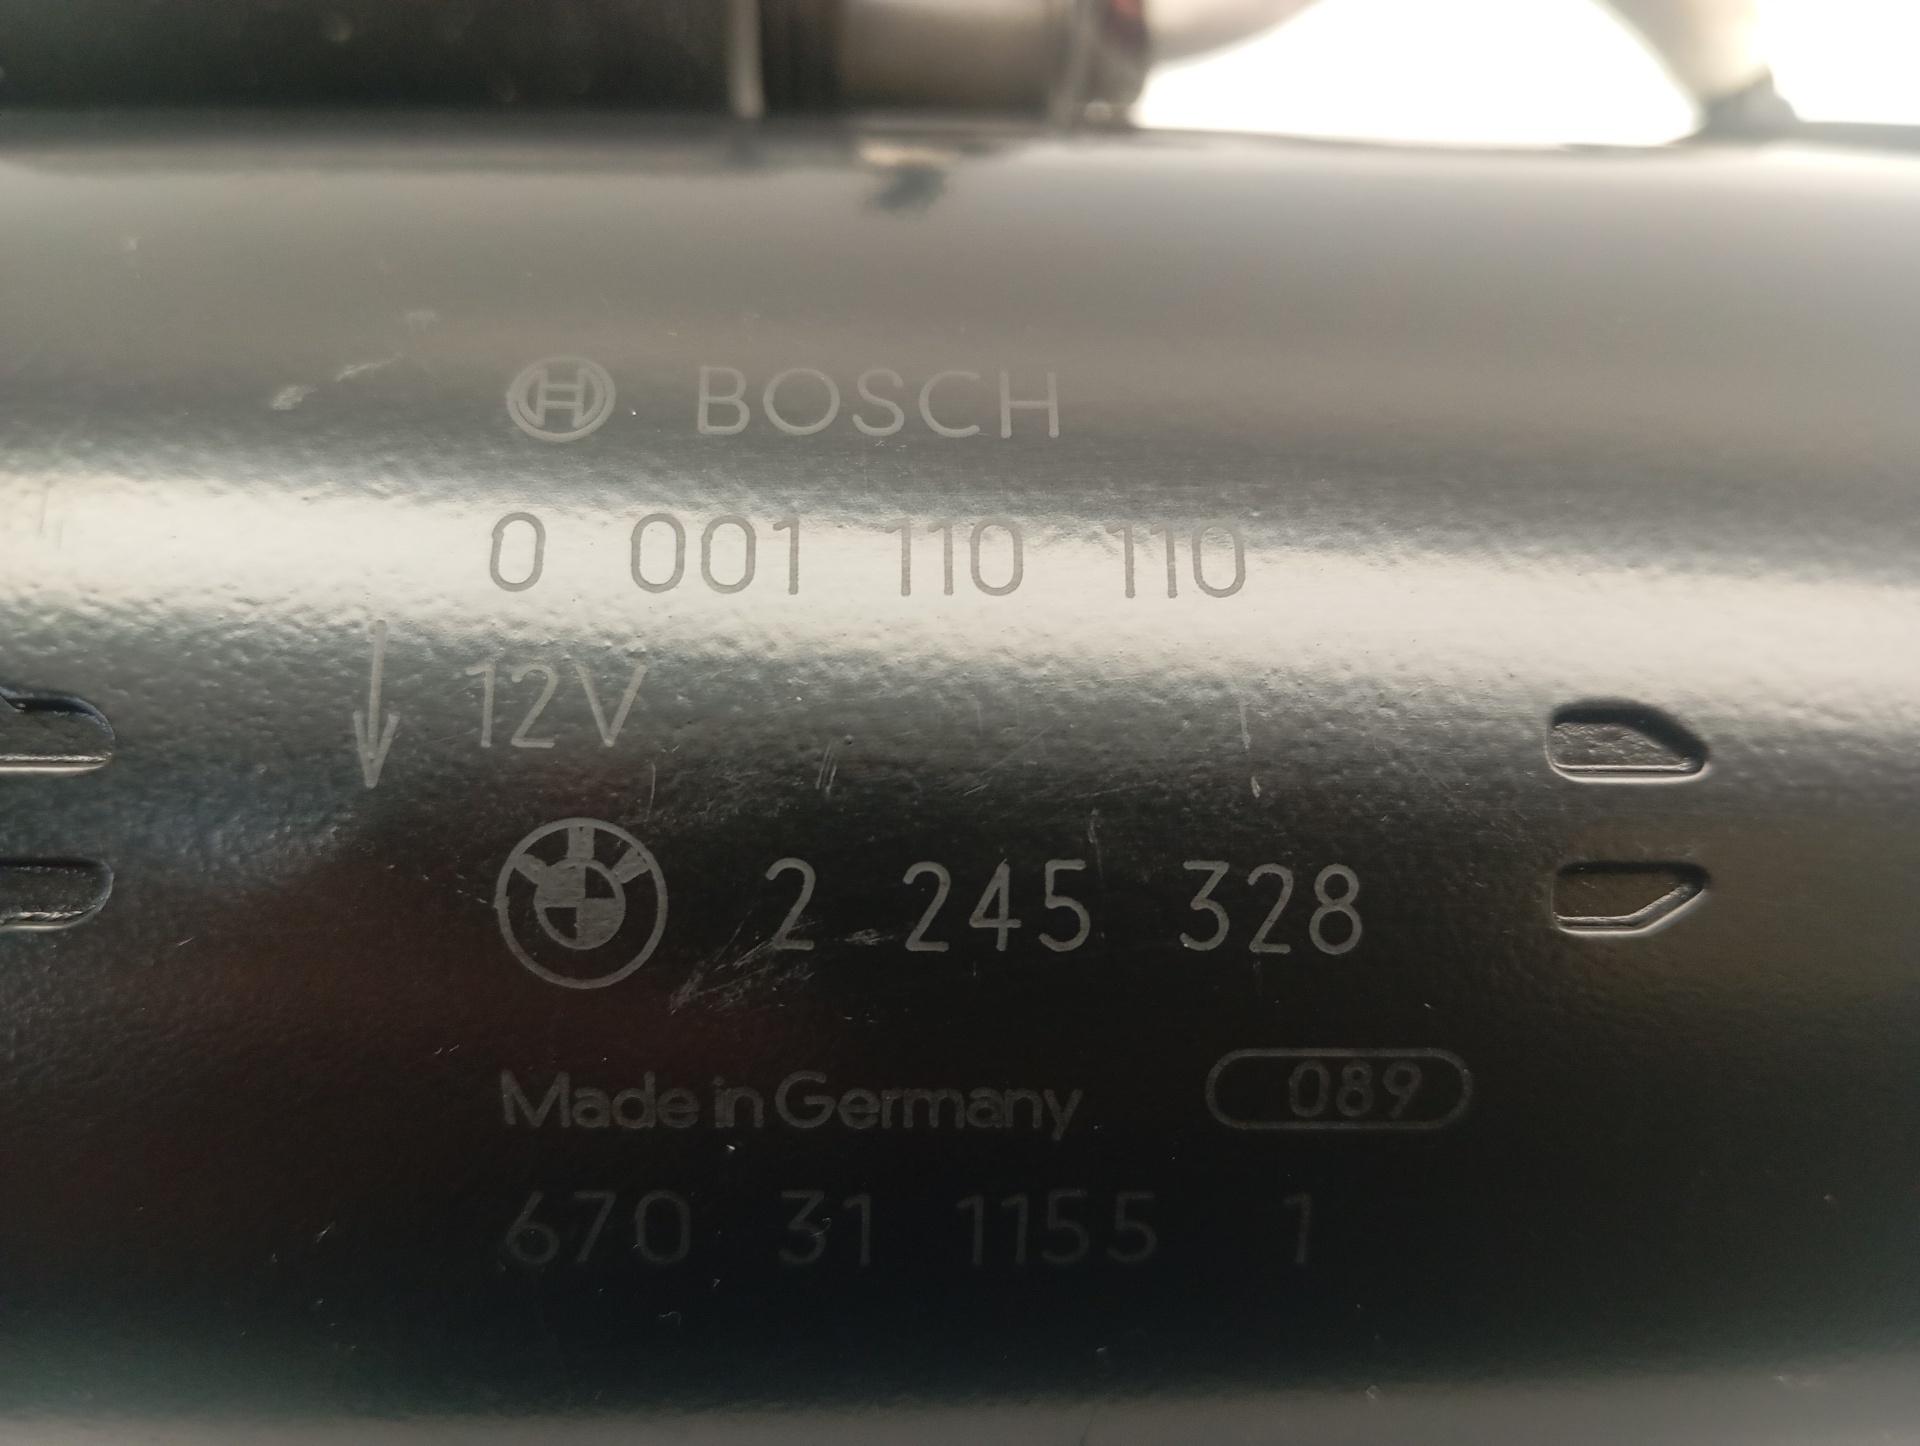 BOSCH
0 001 110 110
12V
2 245 328
Made in Germany 089
670 31 1155 1